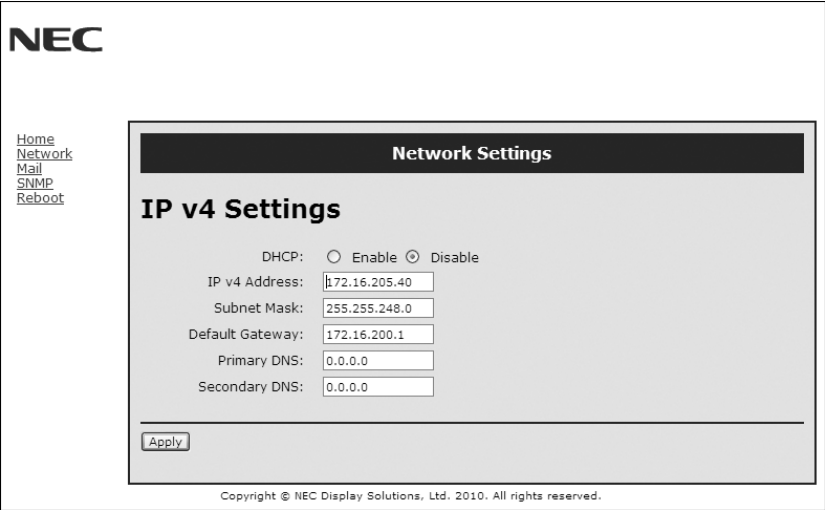 NEC
Home
Network
Mail
SNMP
Reboot
Network Settings
IP v4 Settings
DHCP: Enable Disable
IP v4 Address: 172.16.205.40
Subnet Mask: 255.255.248.0
Default Gateway: 172.16.200.1
Primary DNS: 0.0.0.0
Secondary DNS: 0.0.0.0
Apply
Copyright © NEC Display Solutions, Ltd. 2010. All rights reserved.